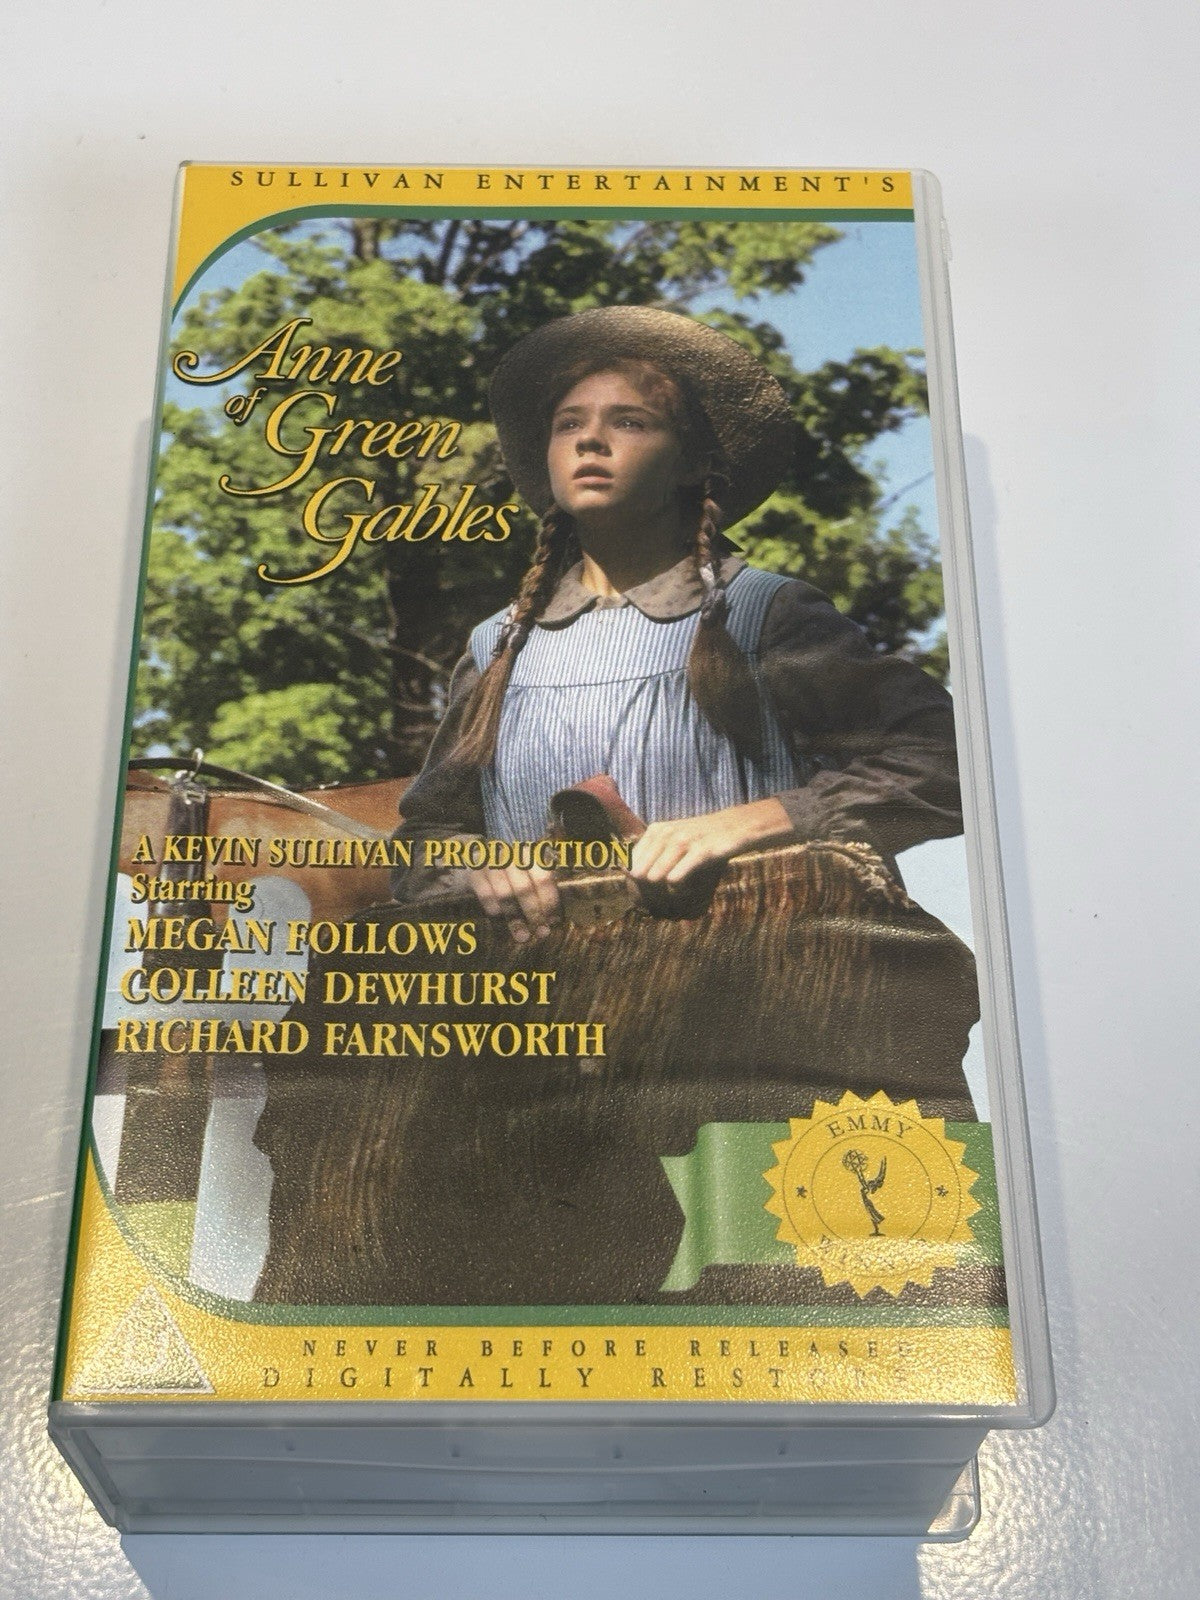 SULLIVAN ENTERTAINMENT'S
Anne
of
Green
Gables
A KEVIN SULLIVAN PRODUCTION
Starring
MEGAN FOLLOWS
COLLEEN DEWHURST
RICHARD FARNSWORTH
EMMY
NEVER BEFORE RELEASED
DIGITALLY